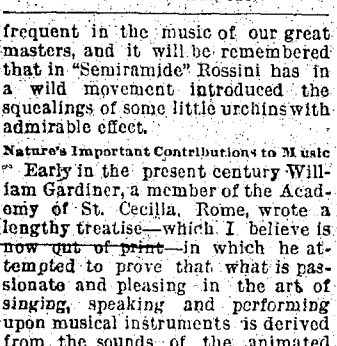 frequent in the music of our great
masters, and it will be remembered
that in "Semiramide" Rossini has in
a wild movement introduced the
squealings of some little urchins with
admirable effect.
Nature's Important Contributions to Music
Early in the present century Wil-
liam Gardiner, a member of the Acad-
emy of St. Cecilia, Rome, wrote a
lengthy treatise—which I believe is
now out of print—in which he at-
tempted to prove that what is pas-
sionate and pleasing in the art of
singing, speaking and performing
upon musical instruments is derived
from the sounds of the animated